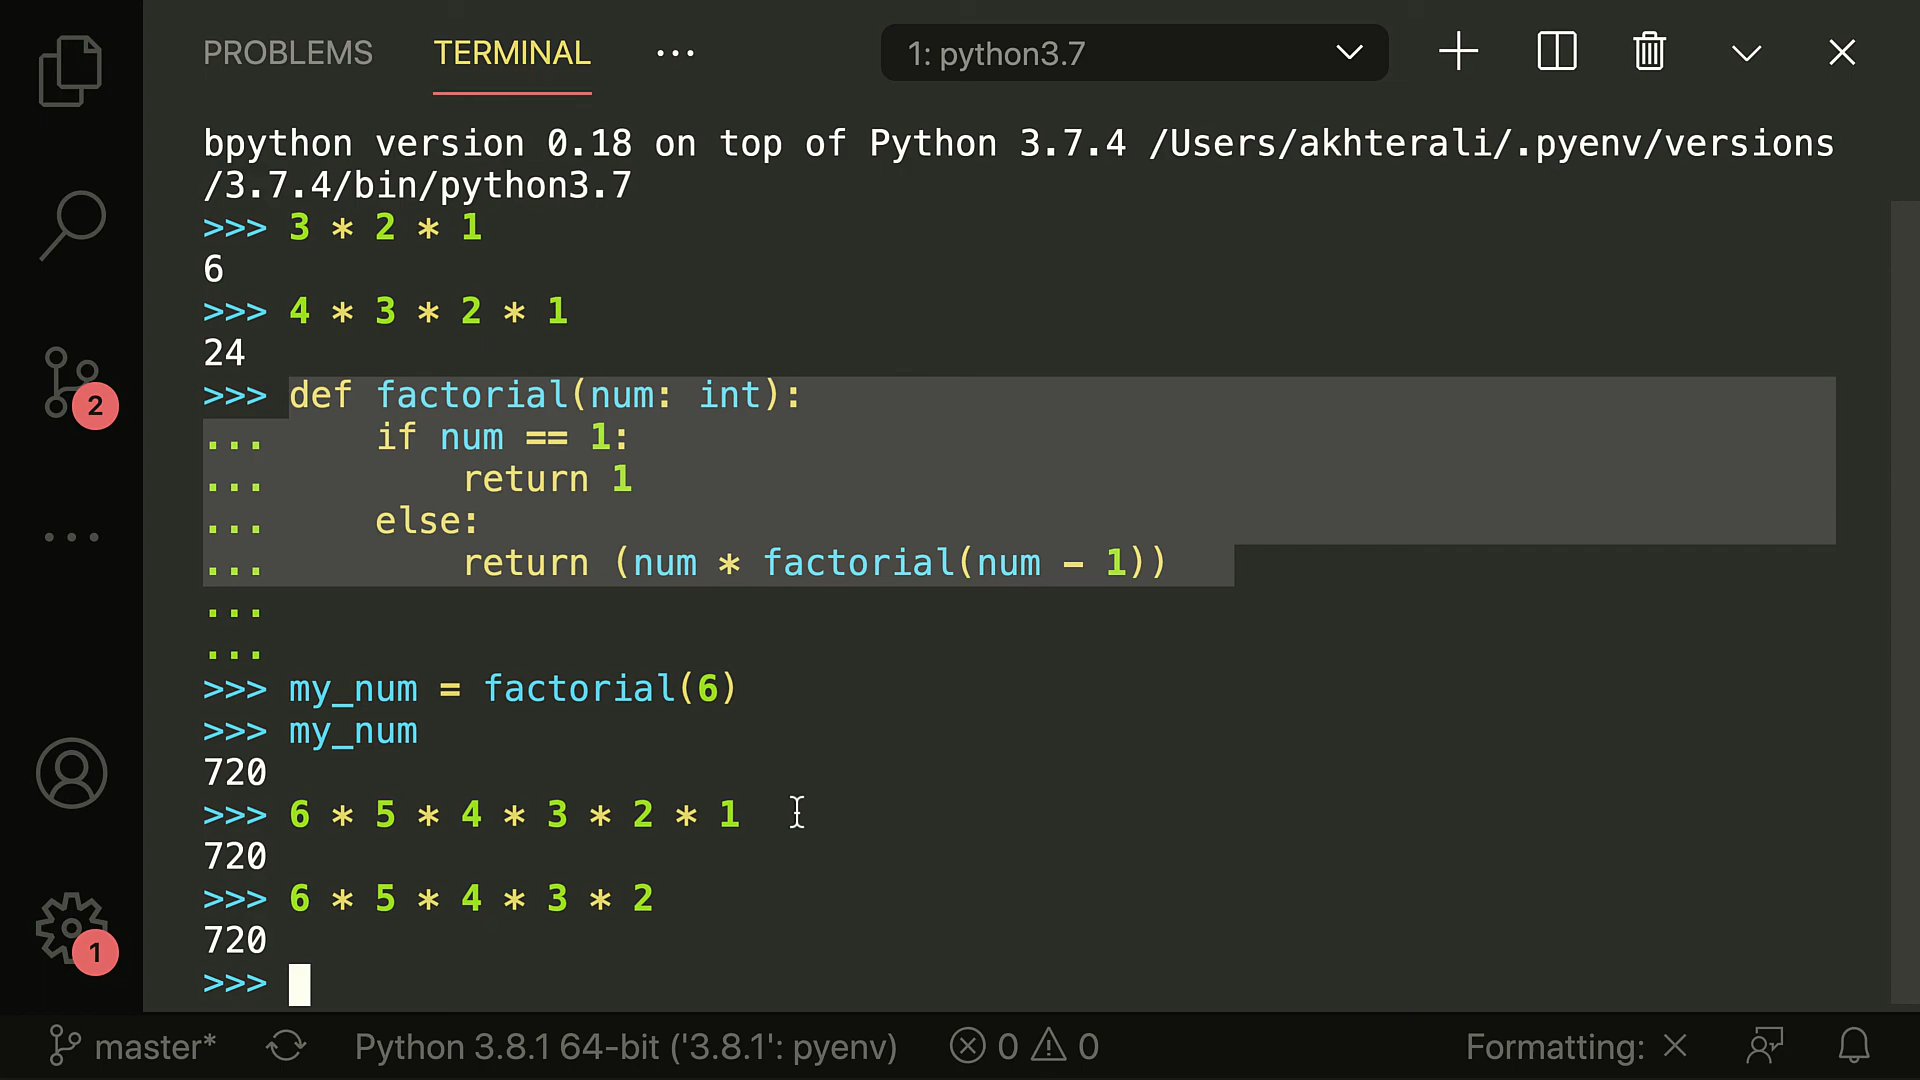 PROBLEMS TERMINAL ... 1: python3.7
bpython version 0.18 on top of Python 3.7.4 /Users/akhterali/.pyenv/versions
/3.7.4/bin/python3.7
>>> 3 * 2 * 1
6
>>> 4 * 3 * 2 * 1
24
>>> def factorial(num: int):
...     if num == 1:
...         return 1
...     else:
...         return (num * factorial(num - 1))
...
...
>>> my_num = factorial(6)
>>> my_num
720
>>> 6 * 5 * 4 * 3 * 2 * 1
720
>>> 6 * 5 * 4 * 3 * 2
720
>>>
2
1
master* Python 3.8.1 64-bit ('3.8.1': pyenv) 0 0 Formatting: ×